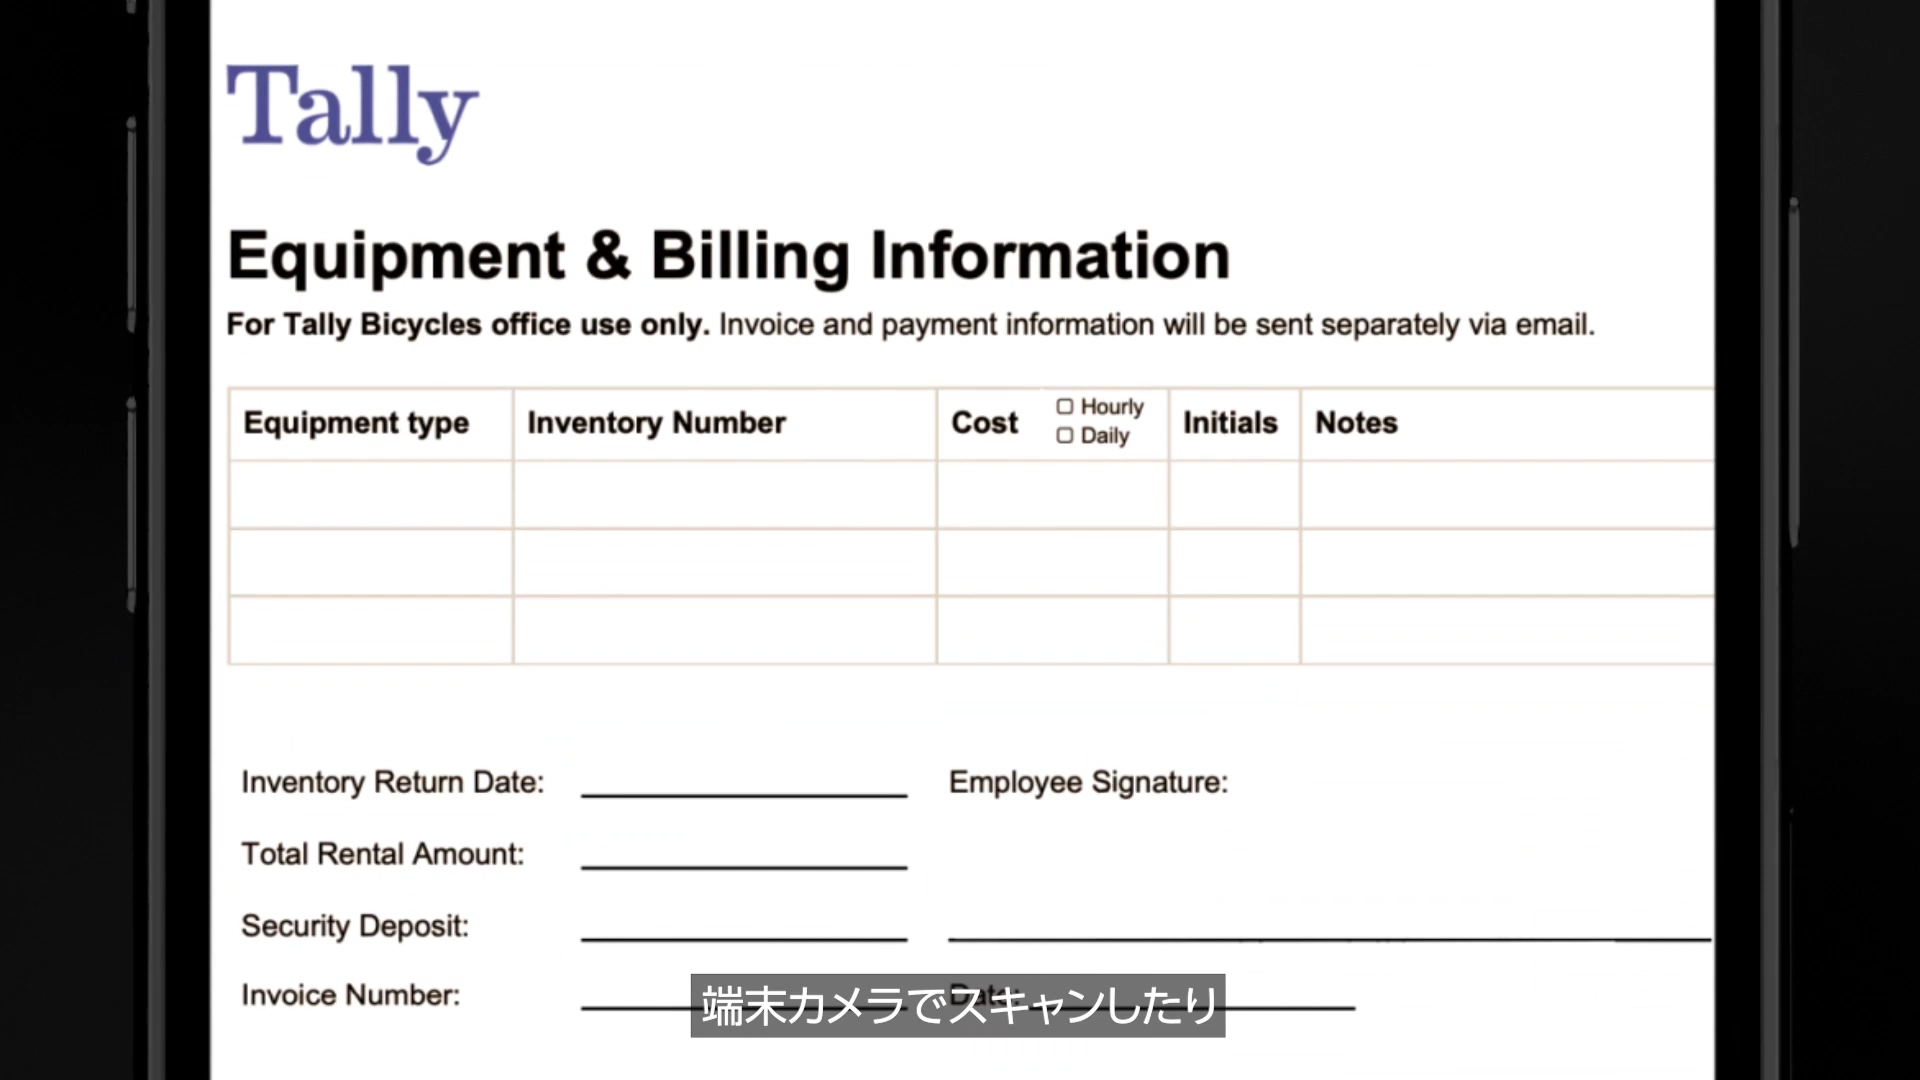 Tally
Equipment & Billing Information
For Tally Bicycles office use only. Invoice and payment information will be sent separately via email.
Equipment type Inventory Number Cost Hourly Daily Initials Notes
Inventory Return Date:
Employee Signature:
Total Rental Amount:
Security Deposit:
Invoice Number:
Date:
端末カメラでスキャンしたり